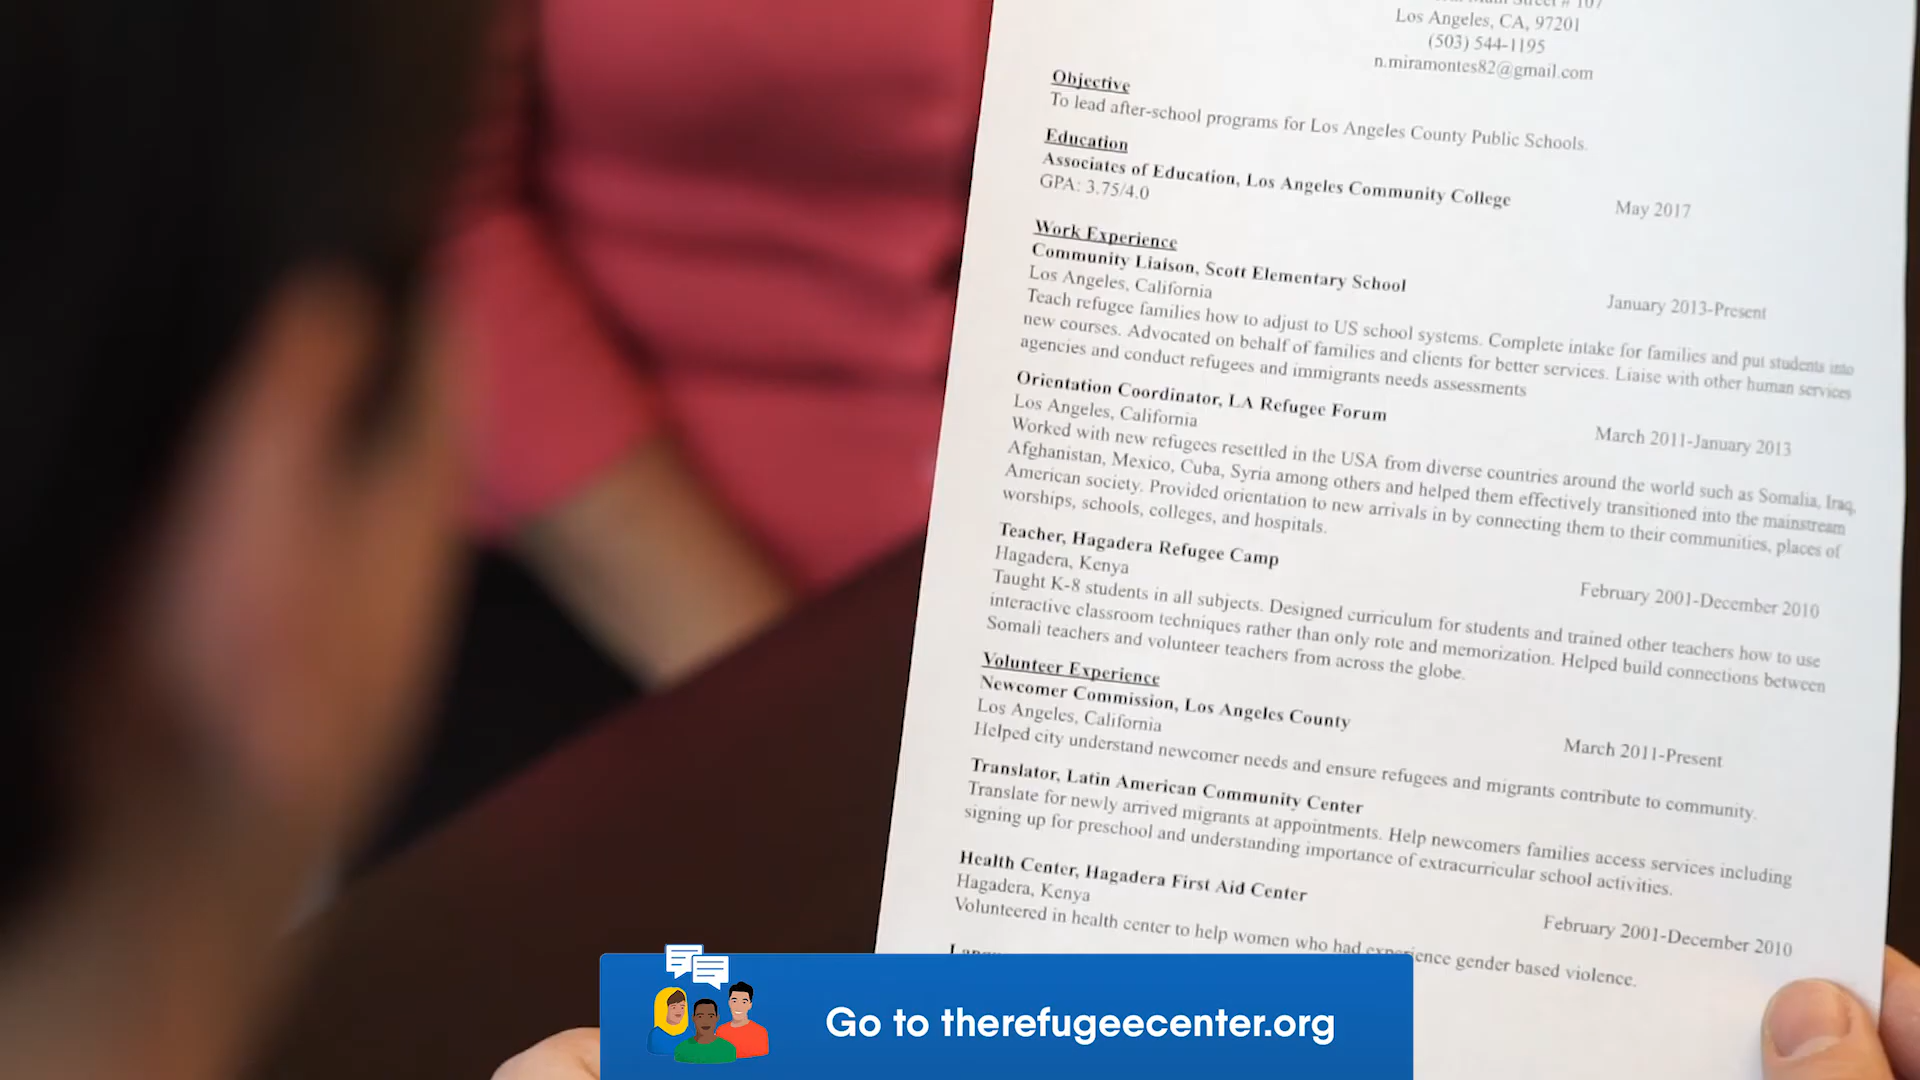 Main Street # 107
Los Angeles, CA, 97201
(503) 544-1195
n.miramontes82@gmail.com
Objective
To lead after-school programs for Los Angeles County Public Schools.
Education
Associates of Education, Los Angeles Community College May 2017
GPA: 3.75/4.0
Work Experience
Community Liaison, Scott Elementary School January 2013-Present
Los Angeles, California
Teach refugee families how to adjust to US school systems. Complete intake for families and put students into
new courses. Advocated on behalf of families and clients for better services. Liaise with other human services
agencies and conduct refugees and immigrants needs assessments
Orientation Coordinator, LA Refugee Forum March 2011-January 2013
Los Angeles, California
Worked with new refugees resettled in the USA from diverse countries around the world such as Somalia, Iraq,
Afghanistan, Mexico, Cuba, Syria among others and helped them effectively transitioned into the mainstream
American society. Provided orientation to new arrivals in by connecting them to their communities, places of
worships, schools, colleges, and hospitals.
Teacher, Hagadera Refugee Camp February 2001-December 2010
Hagadera, Kenya
Taught K-8 students in all subjects. Designed curriculum for students and trained other teachers how to use
interactive classroom techniques rather than only rote and memorization. Helped build connections between
Somali teachers and volunteer teachers from across the globe.
Volunteer Experience
Newcomer Commission, Los Angeles County March 2011-Present
Los Angeles, California
Helped city understand newcomer needs and ensure refugees and migrants contribute to community.
Translator, Latin American Community Center
Translate for newly arrived migrants at appointments. Help newcomers families access services including
signing up for preschool and understanding importance of extracurricular school activities.
Health Center, Hagadera First Aid Center February 2001-December 2010
Hagadera, Kenya
Volunteered in health center to help women who had experience gender based violence.
Go to therefugeecenter.org